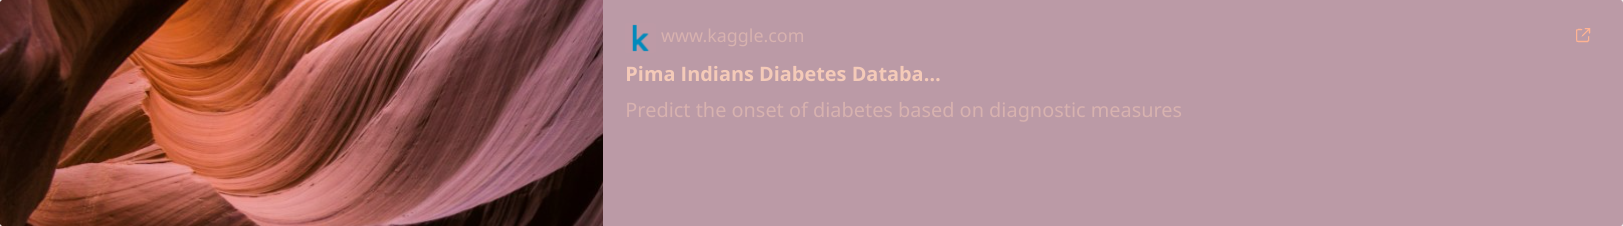 k www.kaggle.com
Pima Indians Diabetes Databa...
Predict the onset of diabetes based on diagnostic measures